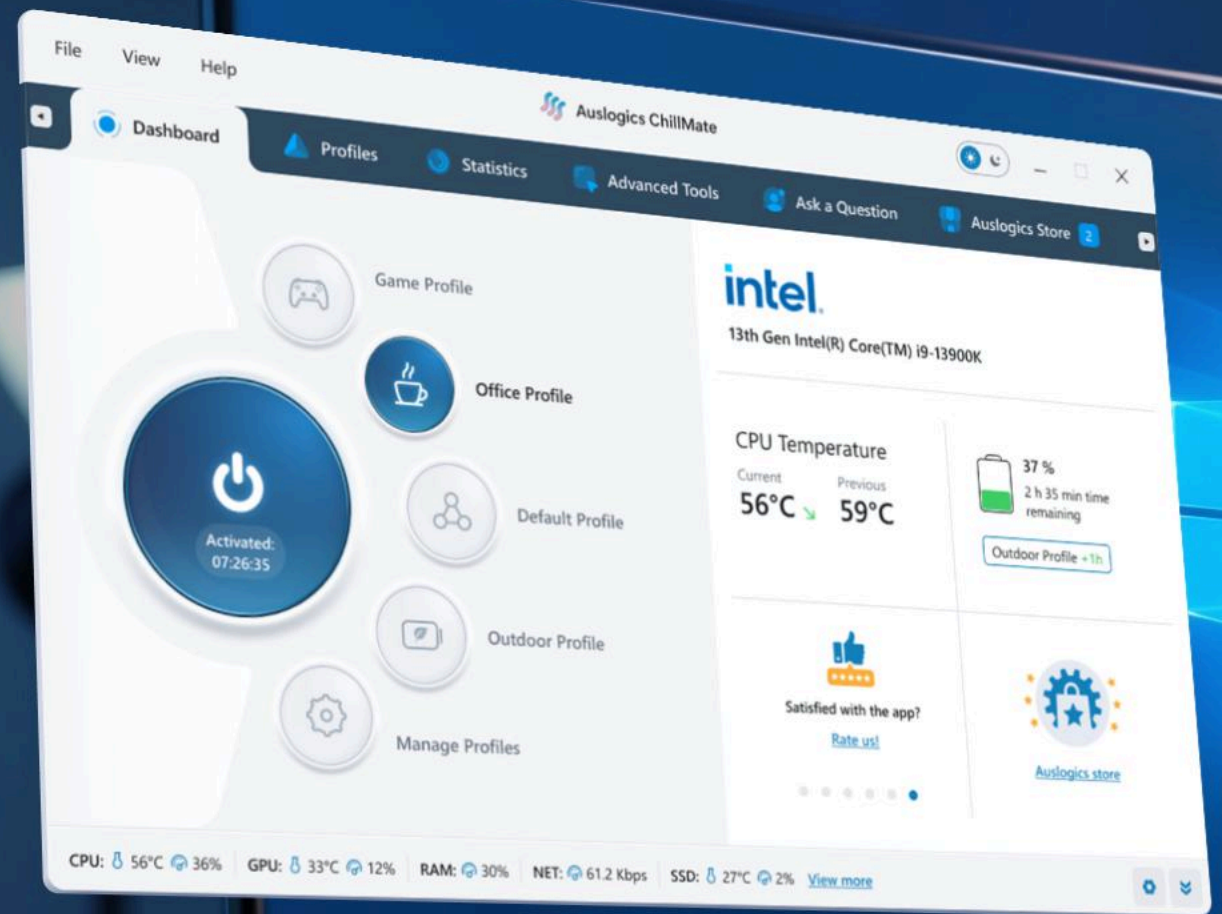 File View Help
Auslogics ChillMate
Dashboard
Profiles
Statistics
Advanced Tools
Ask a Question
Auslogics Store 2
Game Profile
Office Profile
Default Profile
Outdoor Profile
Manage Profiles
Activated:
07:26:35
intel.
13th Gen Intel(R) Core(TM) i9-13900K
CPU Temperature
Current Previous
56°C 59°C
37 %
2 h 35 min time
remaining
Outdoor Profile +1h
Satisfied with the app?
Rate us!
Auslogics store
CPU: 56°C 36% GPU: 33°C 12% RAM: 30% NET: 61.2 Kbps SSD: 27°C 2% View more